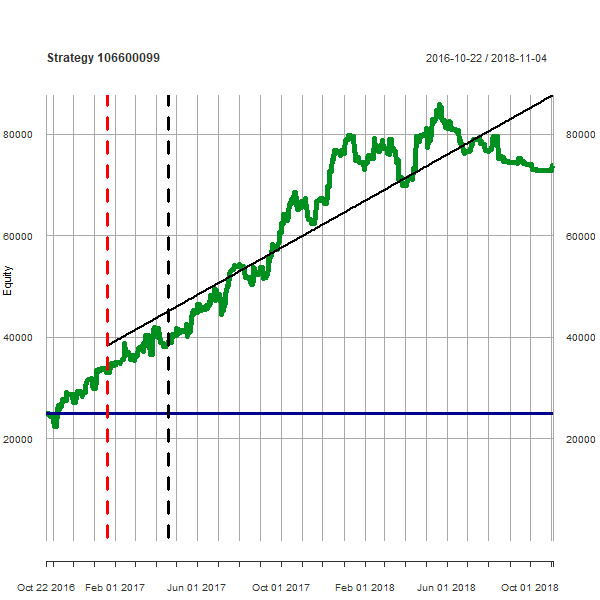 Strategy 106600099
2016-10-22 / 2018-11-04
80000
80000
60000
60000
Equity
40000
40000
20000
20000
Oct 22 2016
Feb 01 2017
Jun 01 2017
Oct 01 2017
Feb 01 2018
Jun 01 2018
Oct 01 2018